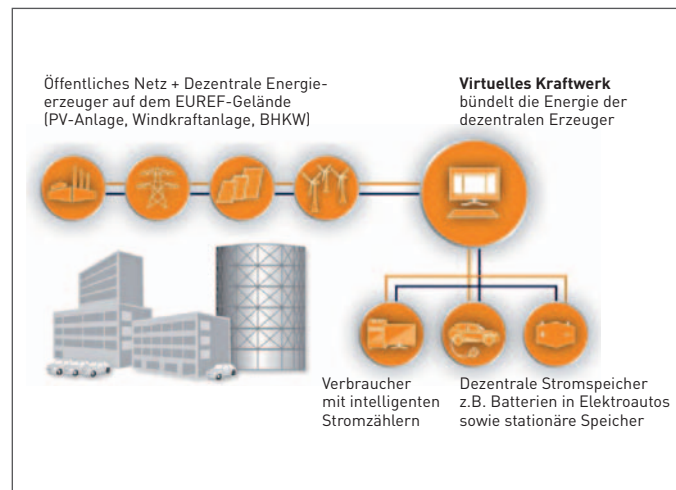 Öffentliches Netz + Dezentrale Energie-
erzeuger auf dem EUREF-Gelände
(PV-Anlage, Windkraftanlage, BHKW)
Virtuelles Kraftwerk
bündelt die Energie der
dezentralen Erzeuger
Verbraucher
mit intelligenten
Stromzählern
Dezentrale Stromspeicher
z.B. Batterien in Elektroautos
sowie stationäre Speicher